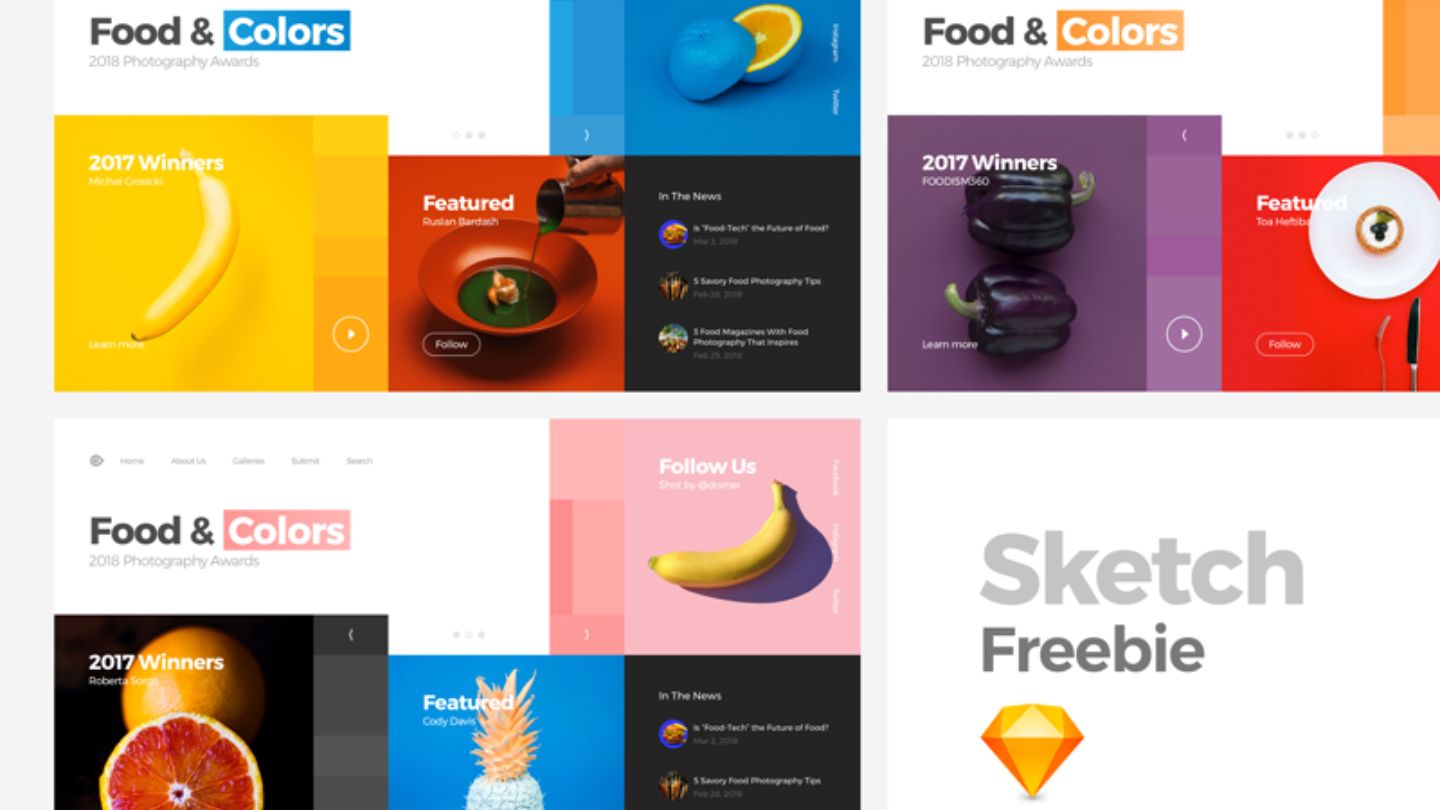 Food & Colors
2018 Photography Awards
Instagram
Twitter
2017 Winners
Michał Grosicki
Learn more
Featured
Ruslan Bardash
Follow
In The News
Is "Food-Tech" the Future of Food?
Mar 2, 2018
5 Savory Food Photography Tips
Feb 28, 2018
3 Food Magazines With Food
Photography That Inspires
Feb 25, 2018
Food & Colors
2018 Photography Awards
2017 Winners
FOODISM360
Learn more
Featured
Toa Heftiba
Follow
Home About Us Galleries Submit Search
Food & Colors
2018 Photography Awards
Follow Us
Shot by @dorner
Facebook
Instagram
Twitter
2017 Winners
Roberta Sorge
Featured
Cody Davis
In The News
Is "Food-Tech" the Future of Food?
Mar 2, 2018
5 Savory Food Photography Tips
Feb 28, 2018
Sketch
Freebie